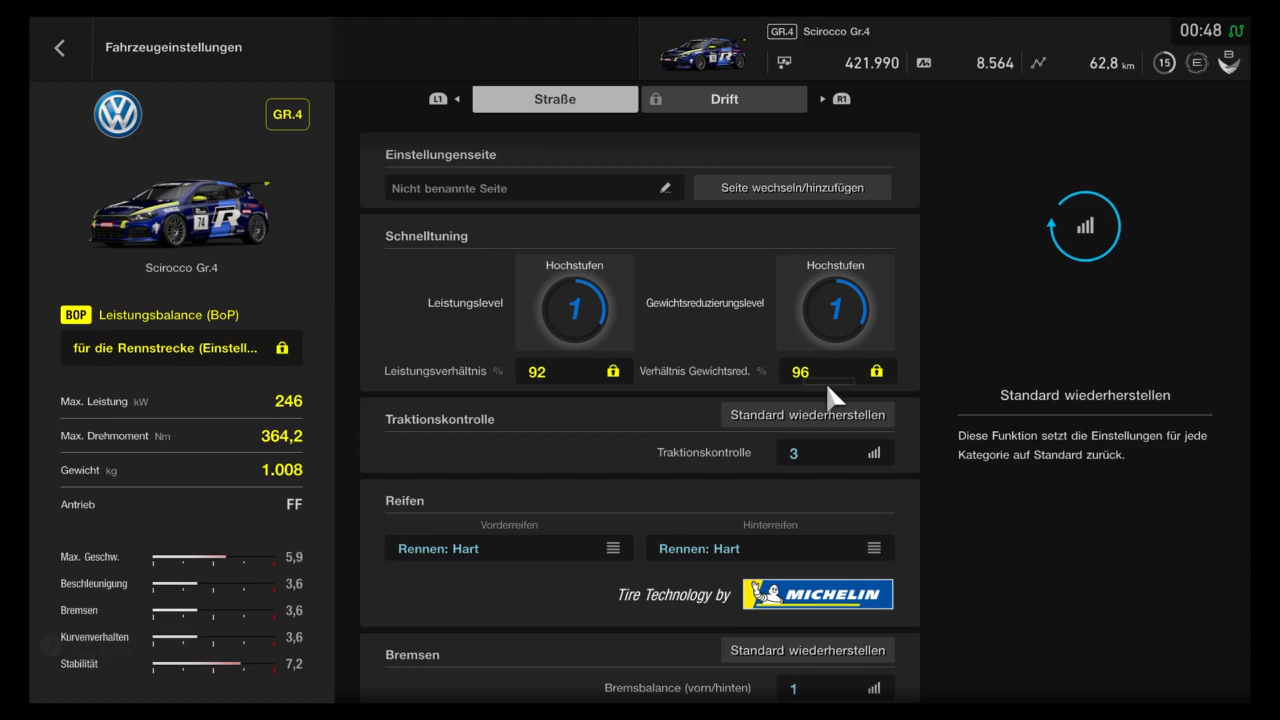 Fahrzeugeinstellungen
GR.4 Scirocco Gr.4
00:48
421.990 8.564 62,8 km 15 E B
GR.4
L1 Straße Drift R1
Einstellungenseite
Nicht benannte Seite Seite wechseln/hinzufügen
74 R
Scirocco Gr.4
Schnelltuning
Hochstufen Hochstufen
Leistungslevel 1 Gewichtsreduzierungslevel 1
Leistungsverhältnis % 92 Verhältnis Gewichtsred. % 96
BOP Leistungsbalance (BoP)
für die Rennstrecke (Einstell...
Max. Leistung kW 246
Max. Drehmoment Nm 364,2
Gewicht kg 1.008
Antrieb FF
Max. Geschw. 5,9
Beschleunigung 3,6
Bremsen 3,6
Kurvenverhalten 3,6
Stabilität 7,2
Traktionskontrolle Standard wiederherstellen
Traktionskontrolle 3
Reifen
Vorderreifen Hinterreifen
Rennen: Hart Rennen: Hart
Tire Technology by MICHELIN
Bremsen Standard wiederherstellen
Bremsbalance (vorn/hinten) 1
Standard wiederherstellen
Diese Funktion setzt die Einstellungen für jede
Kategorie auf Standard zurück.